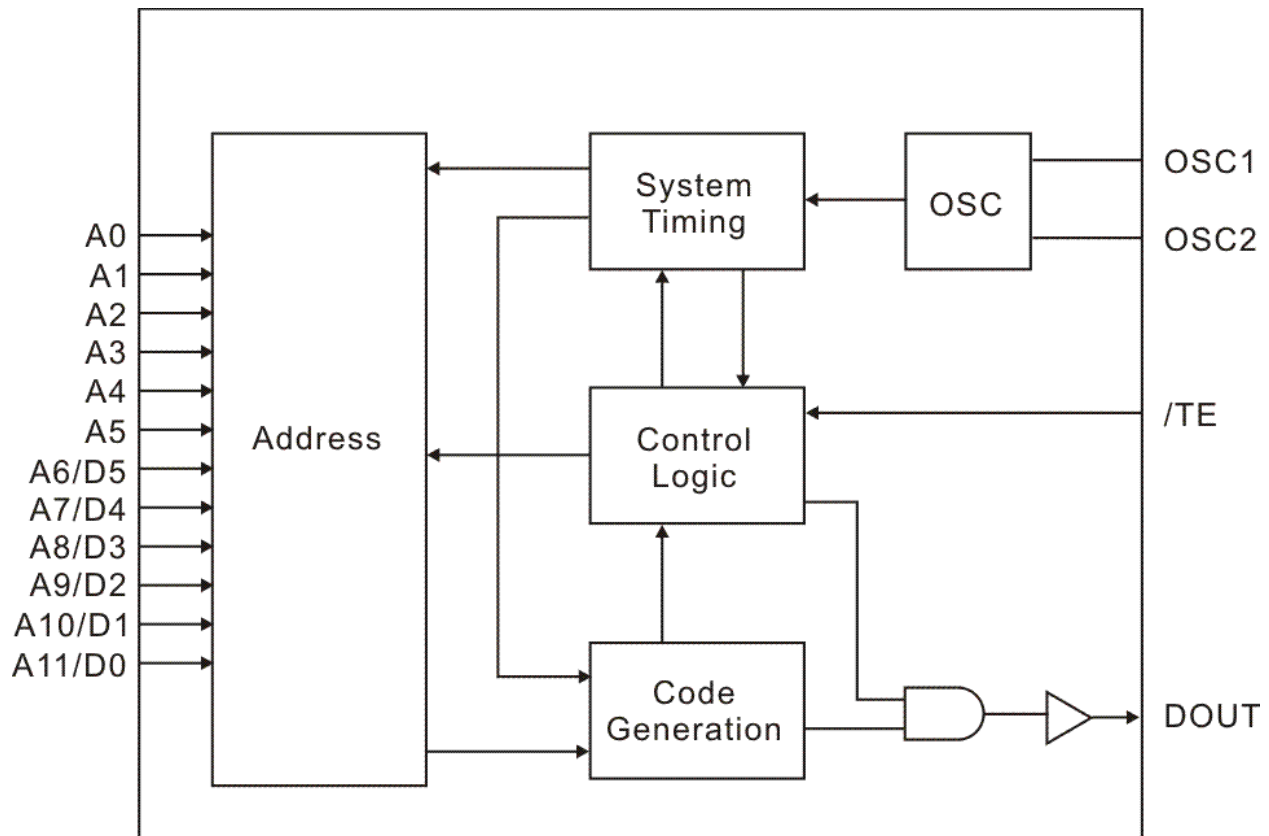 A0
A1
A2
A3
A4
A5
A6/D5
A7/D4
A8/D3
A9/D2
A10/D1
A11/D0
Address
System
Timing
OSC
OSC1
OSC2
Control
Logic
/TE
Code
Generation
DOUT